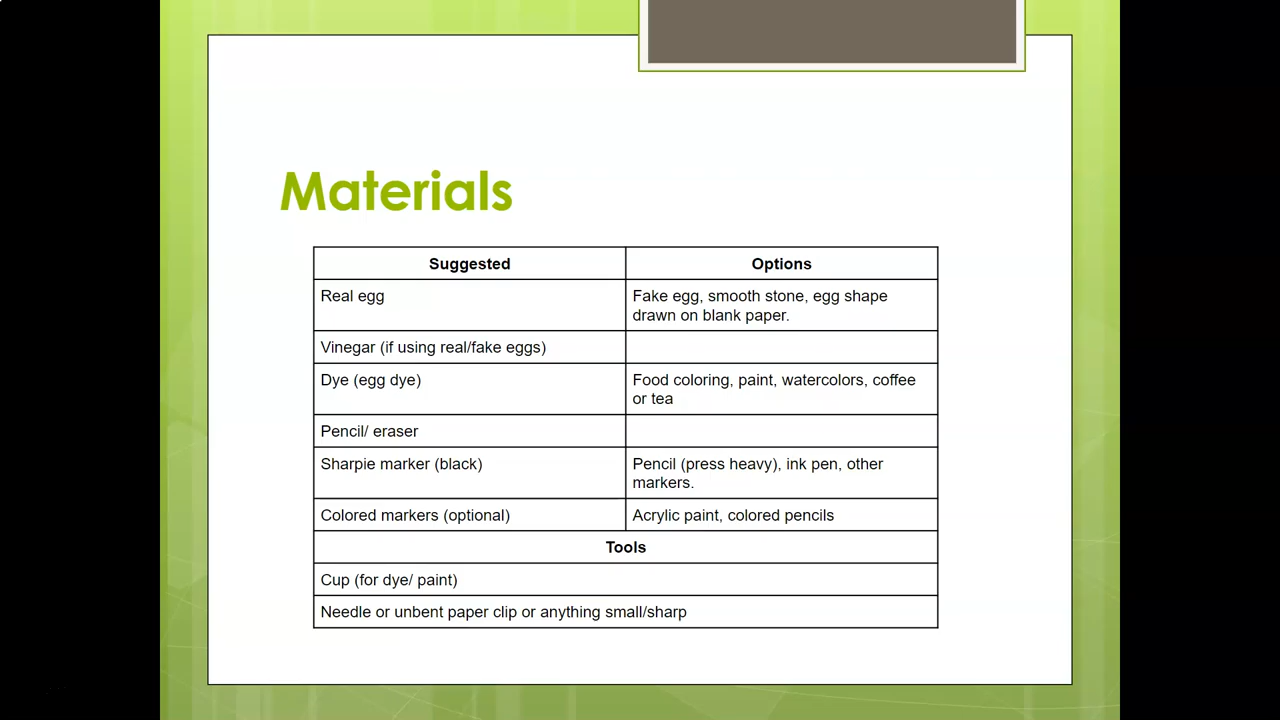 Materials
Suggested
Options
Real egg
Fake egg, smooth stone, egg shape
drawn on blank paper.
Vinegar (if using real/fake eggs)
Dye (egg dye)
Food coloring, paint, watercolors, coffee
or tea
Pencil/ eraser
Sharpie marker (black)
Pencil (press heavy), ink pen, other
markers.
Colored markers (optional)
Acrylic paint, colored pencils
Tools
Cup (for dye/ paint)
Needle or unbent paper clip or anything small/sharp